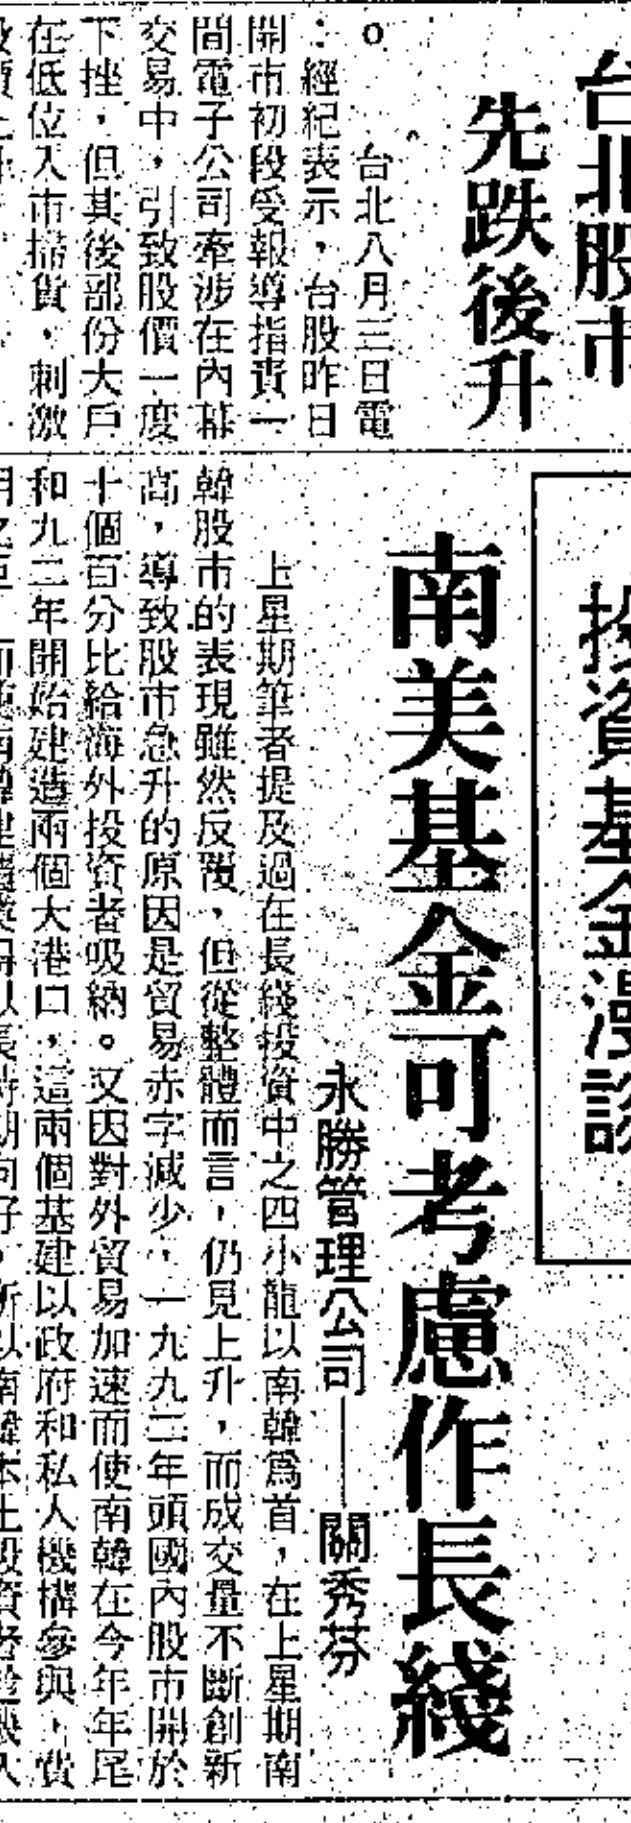 台北股市
先跌後升
台北八月三日電
：經紀表示，台股昨日
開市初段受報導指責一
間電子公司牽涉在內幕
交易中，引致股價一度
下挫，但其後部份大戶
在低位入市掃貨，刺激
投資基金漫談
南美基金可考慮作長綫
永勝管理公司——關秀芬
上星期筆者提及過在長綫投資中之四小龍以南韓為首，在上星期南
韓股市的表現雖然反覆，但從整體而言，仍見上升，而成交量不斷創新
高，導致股市急升的原因是貿易赤字減少，一九九二年頭國內股市開於
十個百分比給海外投資者吸納。又因對外貿易加速而使南韓在今年年尾
和九二年開始建造兩個大港口，這兩個基建以政府和私人機構參與，費